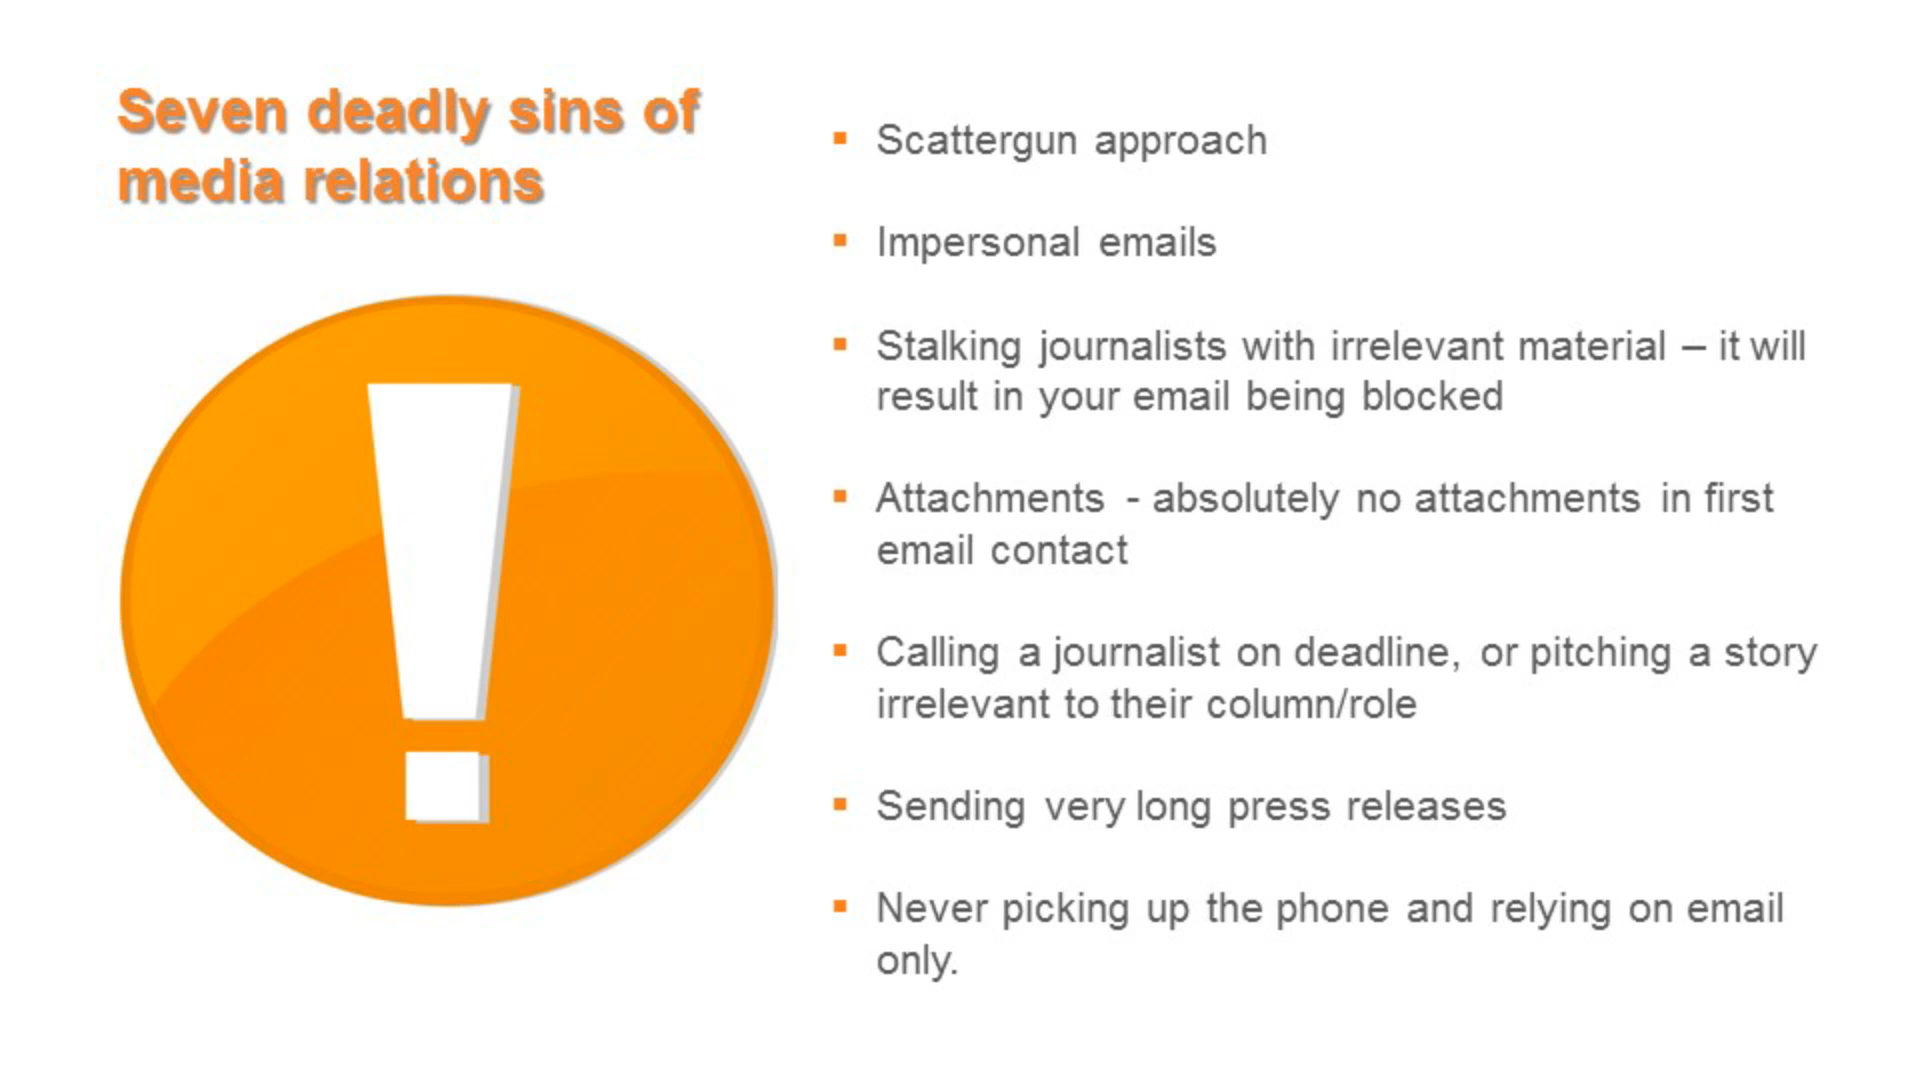 Seven deadly sins of
media relations
Scattergun approach
Impersonal emails
Stalking journalists with irrelevant material – it will
result in your email being blocked
Attachments - absolutely no attachments in first
email contact
Calling a journalist on deadline, or pitching a story
irrelevant to their column/role
Sending very long press releases
Never picking up the phone and relying on email
only.